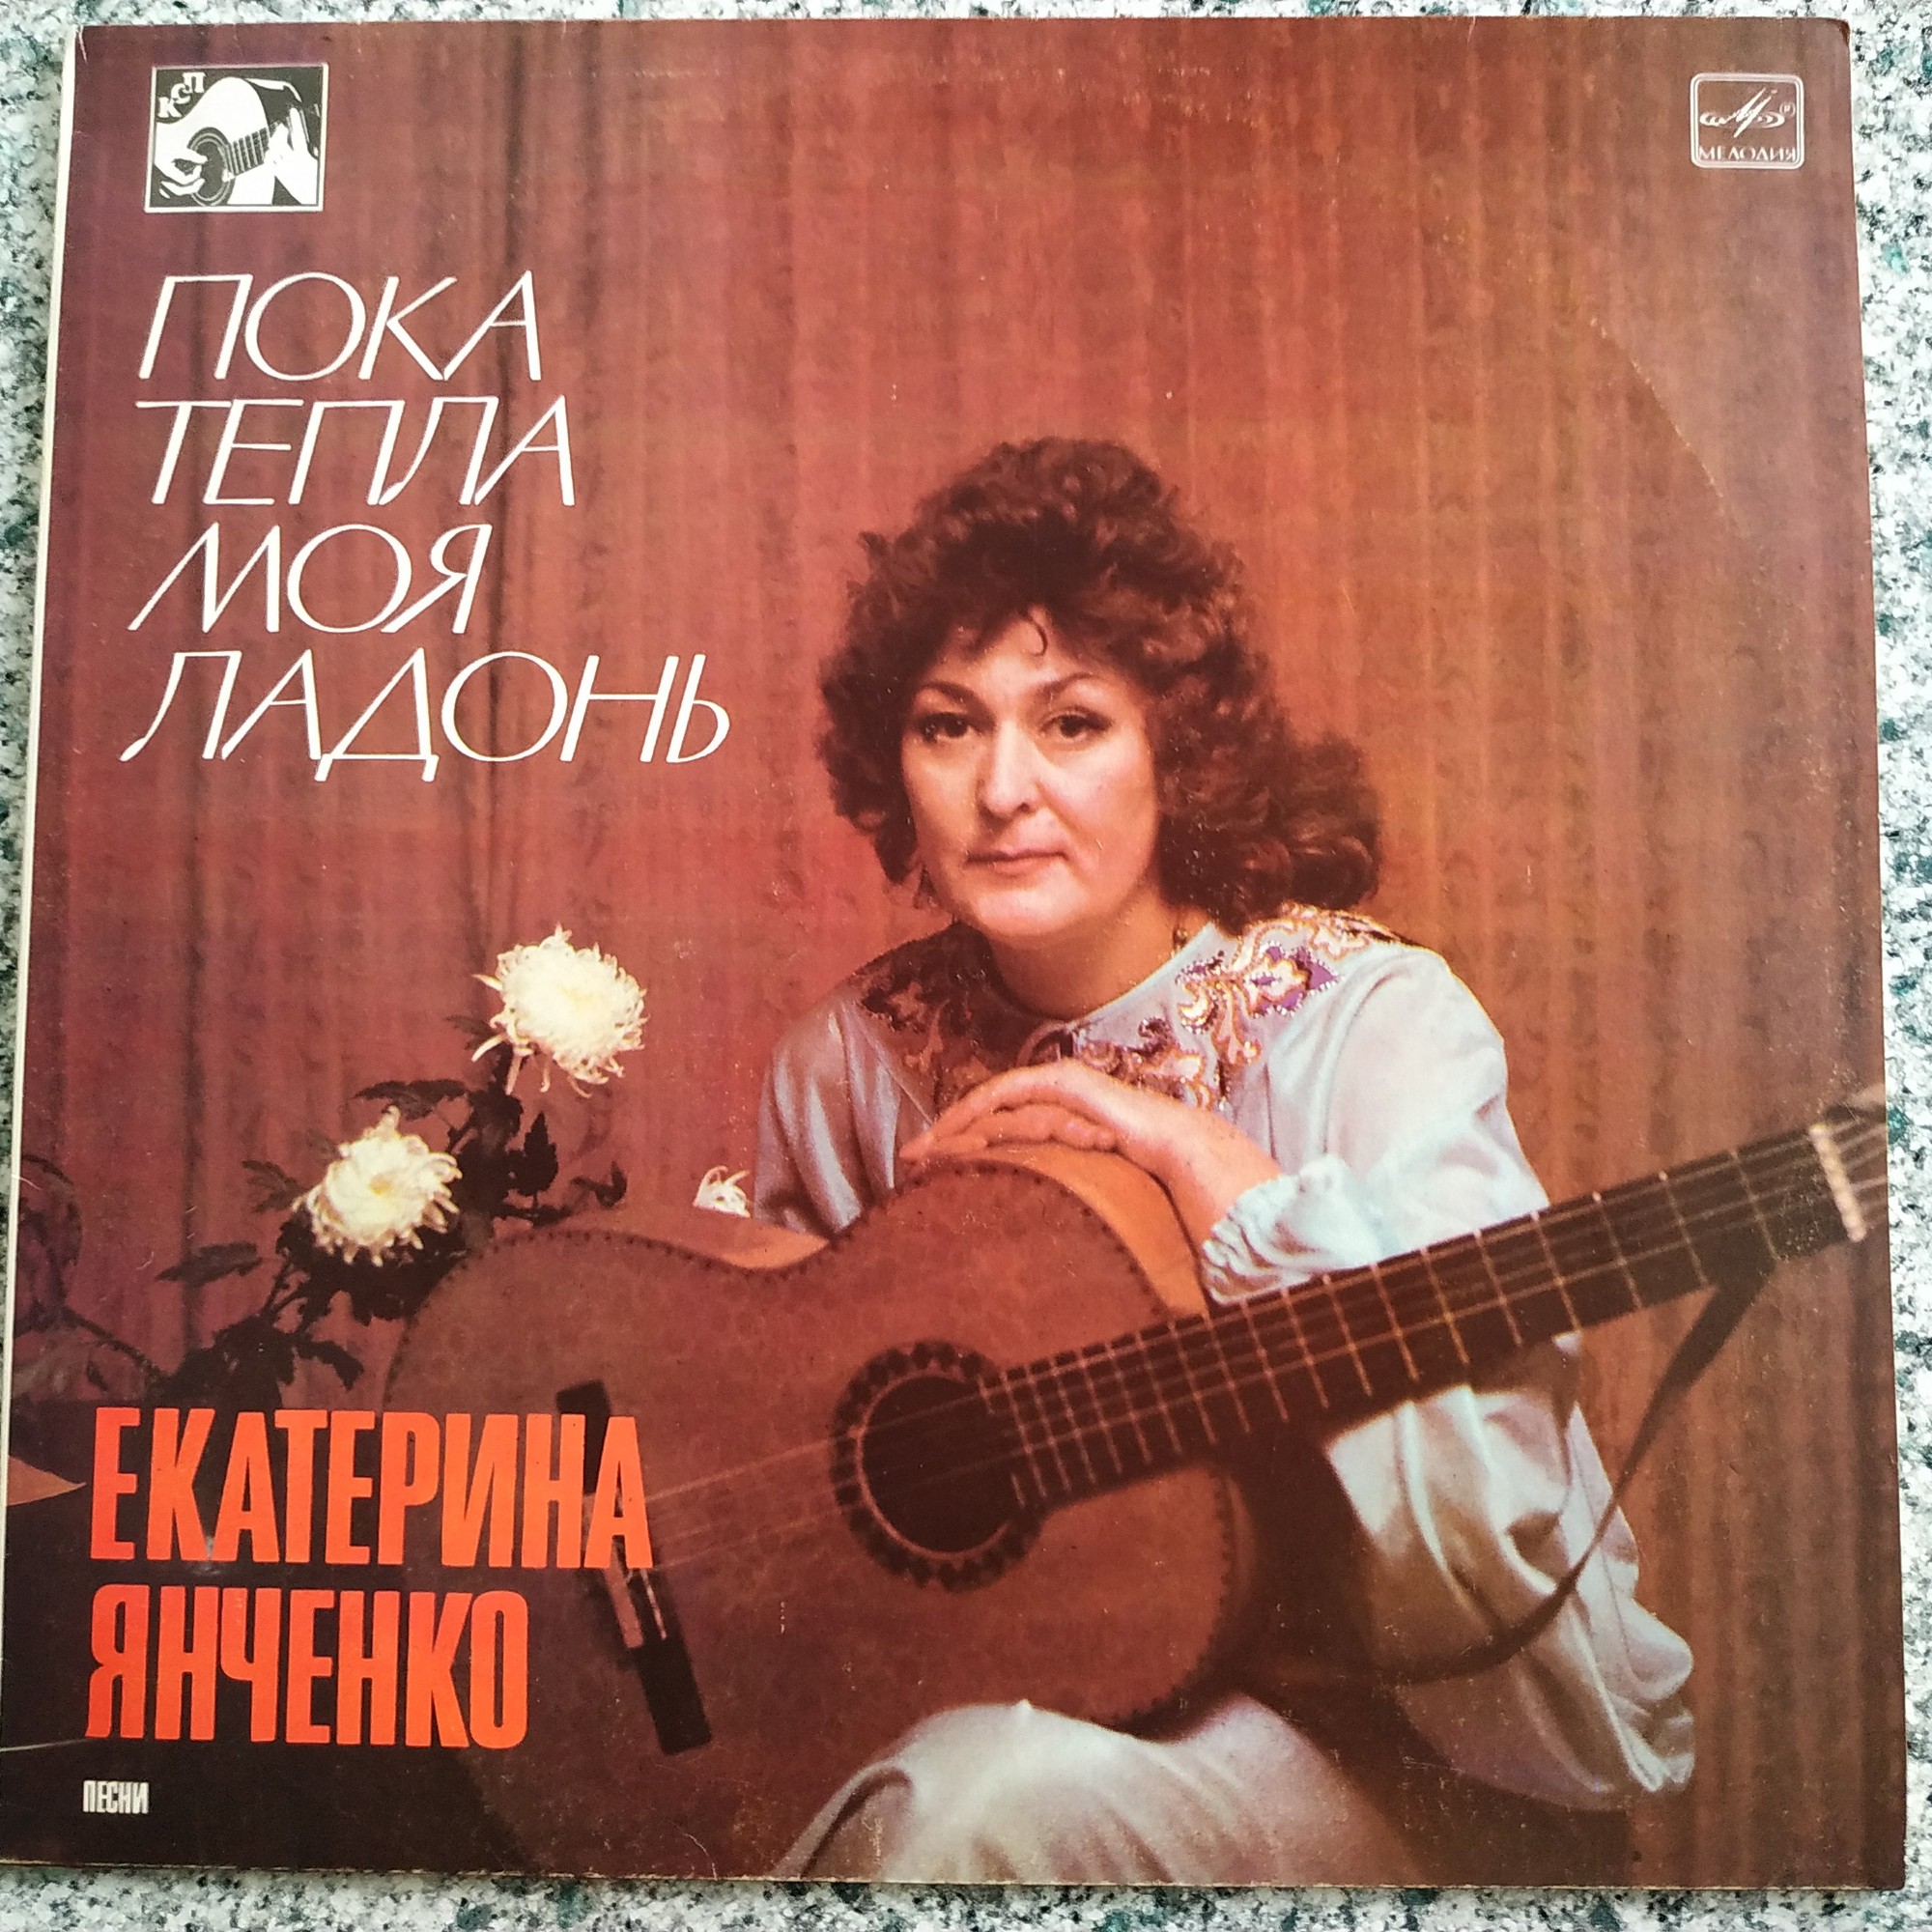 КСП
МЕЛОДИЯ
ПОКА
ТЕПЛА
МОЯ
ЛАДОНЬ
ЕКАТЕРИНА
ЯНЧЕНКО
ПЕСНИ